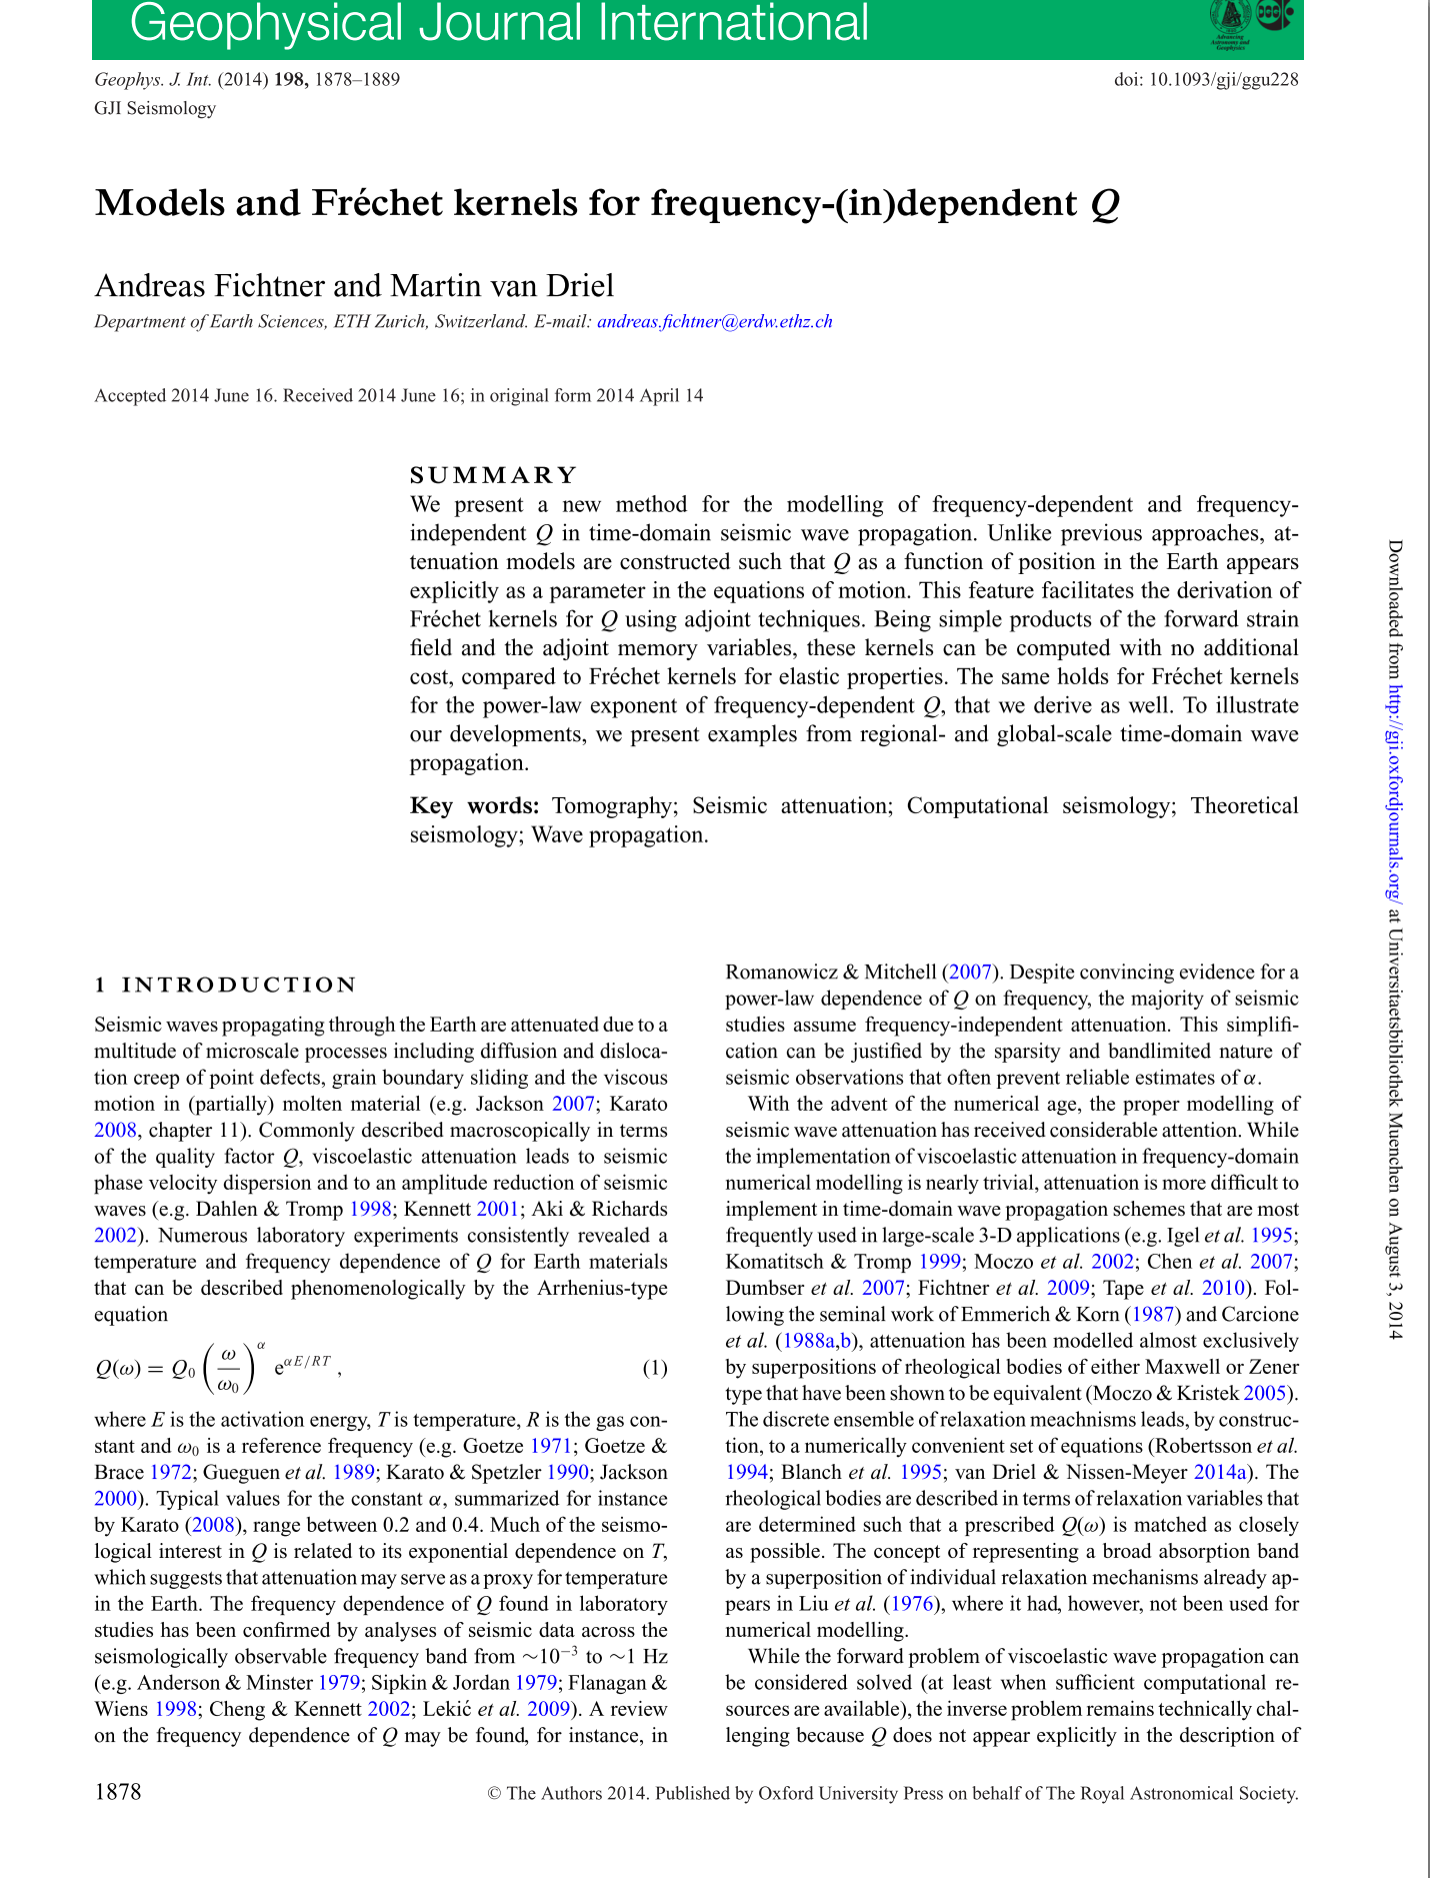 Geophysical Journal International
Advancing
Astronomy and
Geophysics
Geophys. J. Int. (2014) 198, 1878–1889
doi: 10.1093/gji/ggu228
GJI Seismology
Models and Fréchet kernels for frequency-(in)dependent Q
Andreas Fichtner and Martin van Driel
Department of Earth Sciences, ETH Zurich, Switzerland. E-mail: andreas.fichtner@erdw.ethz.ch
Accepted 2014 June 16. Received 2014 June 16; in original form 2014 April 14
SUMMARY
We present a new method for the modelling of frequency-dependent and frequency-
independent Q in time-domain seismic wave propagation. Unlike previous approaches, at-
tenuation models are constructed such that Q as a function of position in the Earth appears
explicitly as a parameter in the equations of motion. This feature facilitates the derivation of
Fréchet kernels for Q using adjoint techniques. Being simple products of the forward strain
field and the adjoint memory variables, these kernels can be computed with no additional
cost, compared to Fréchet kernels for elastic properties. The same holds for Fréchet kernels
for the power-law exponent of frequency-dependent Q, that we derive as well. To illustrate
our developments, we present examples from regional- and global-scale time-domain wave
propagation.
Key words: Tomography; Seismic attenuation; Computational seismology; Theoretical
seismology; Wave propagation.
1 INTRODUCTION
Seismic waves propagating through the Earth are attenuated due to a
multitude of microscale processes including diffusion and disloca-
tion creep of point defects, grain boundary sliding and the viscous
motion in (partially) molten material (e.g. Jackson 2007; Karato
2008, chapter 11). Commonly described macroscopically in terms
of the quality factor Q, viscoelastic attenuation leads to seismic
phase velocity dispersion and to an amplitude reduction of seismic
waves (e.g. Dahlen & Tromp 1998; Kennett 2001; Aki & Richards
2002). Numerous laboratory experiments consistently revealed a
temperature and frequency dependence of Q for Earth materials
that can be described phenomenologically by the Arrhenius-type
equation
Q(ω) = Q₀ (ω/ω₀)^α e^{αE/RT}, (1)
where E is the activation energy, T is temperature, R is the gas con-
stant and ω₀ is a reference frequency (e.g. Goetze 1971; Goetze &
Brace 1972; Gueguen et al. 1989; Karato & Spetzler 1990; Jackson
2000). Typical values for the constant α, summarized for instance
by Karato (2008), range between 0.2 and 0.4. Much of the seismo-
logical interest in Q is related to its exponential dependence on T,
which suggests that attenuation may serve as a proxy for temperature
in the Earth. The frequency dependence of Q found in laboratory
studies has been confirmed by analyses of seismic data across the
seismologically observable frequency band from ∼10⁻³ to ∼1 Hz
(e.g. Anderson & Minster 1979; Sipkin & Jordan 1979; Flanagan &
Wiens 1998; Cheng & Kennett 2002; Lekić et al. 2009). A review
on the frequency dependence of Q may be found, for instance, in
Romanowicz & Mitchell (2007). Despite convincing evidence for a
power-law dependence of Q on frequency, the majority of seismic
studies assume frequency-independent attenuation. This simplifi-
cation can be justified by the sparsity and bandlimited nature of
seismic observations that often prevent reliable estimates of α.
With the advent of the numerical age, the proper modelling of
seismic wave attenuation has received considerable attention. While
the implementation of viscoelastic attenuation in frequency-domain
numerical modelling is nearly trivial, attenuation is more difficult to
implement in time-domain wave propagation schemes that are most
frequently used in large-scale 3-D applications (e.g. Igel et al. 1995;
Komatitsch & Tromp 1999; Moczo et al. 2002; Chen et al. 2007;
Dumbser et al. 2007; Fichtner et al. 2009; Tape et al. 2010). Fol-
lowing the seminal work of Emmerich & Korn (1987) and Carcione
et al. (1988a,b), attenuation has been modelled almost exclusively
by superpositions of rheological bodies of either Maxwell or Zener
type that have been shown to be equivalent (Moczo & Kristek 2005).
The discrete ensemble of relaxation meachnisms leads, by construc-
tion, to a numerically convenient set of equations (Robertsson et al.
1994; Blanch et al. 1995; van Driel & Nissen-Meyer 2014a). The
rheological bodies are described in terms of relaxation variables that
are determined such that a prescribed Q(ω) is matched as closely
as possible. The concept of representing a broad absorption band
by a superposition of individual relaxation mechanisms already ap-
pears in Liu et al. (1976), where it had, however, not been used for
numerical modelling.
While the forward problem of viscoelastic wave propagation can
be considered solved (at least when sufficient computational re-
sources are available), the inverse problem remains technically chal-
lenging because Q does not appear explicitly in the description of
1878
© The Authors 2014. Published by Oxford University Press on behalf of The Royal Astronomical Society.
Downloaded from http://gji.oxfordjournals.org/ at Universitaetsbibliothek Muenchen on August 3, 2014